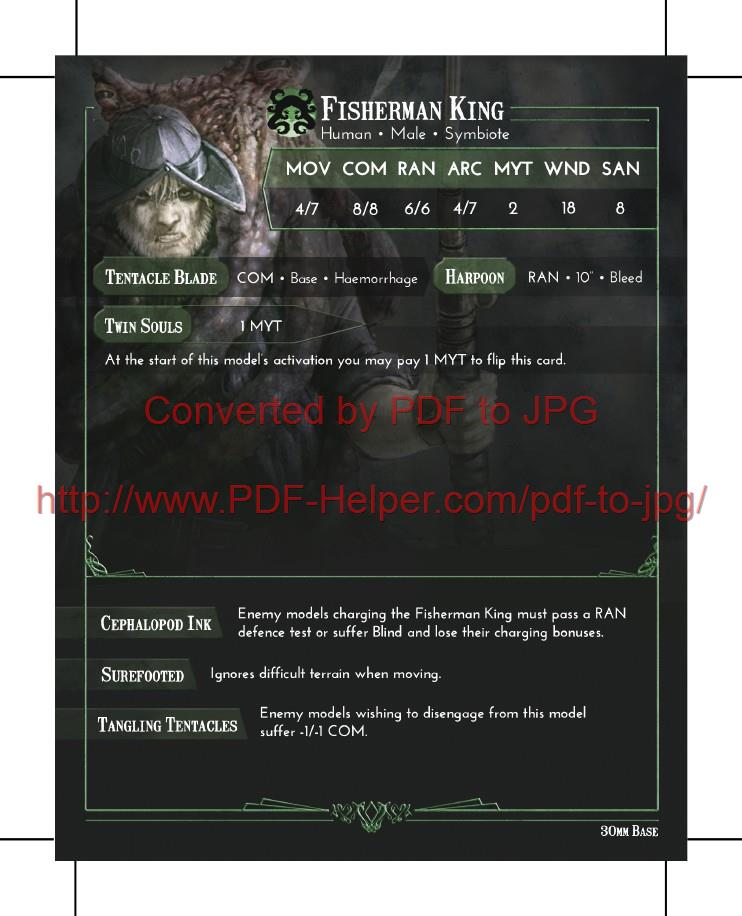 FISHERMAN KING
Human • Male • Symbiote
MOV COM RAN ARC MYT WND SAN
4/7 8/8 6/6 4/7 2 18 8
TENTACLE BLADE COM • Base • Haemorrhage HARPOON RAN • 10" • Bleed
TWIN SOULS 1 MYT
At the start of this model's activation you may pay 1 MYT to flip this card.
Converted by PDF to JPG
http://www.PDF-Helper.com/pdf-to-jpg/
CEPHALOPOD INK Enemy models charging the Fisherman King must pass a RAN
defence test or suffer Blind and lose their charging bonuses.
SUREFOOTED Ignores difficult terrain when moving.
TANGLING TENTACLES Enemy models wishing to disengage from this model
suffer -1/-1 COM.
30MM BASE